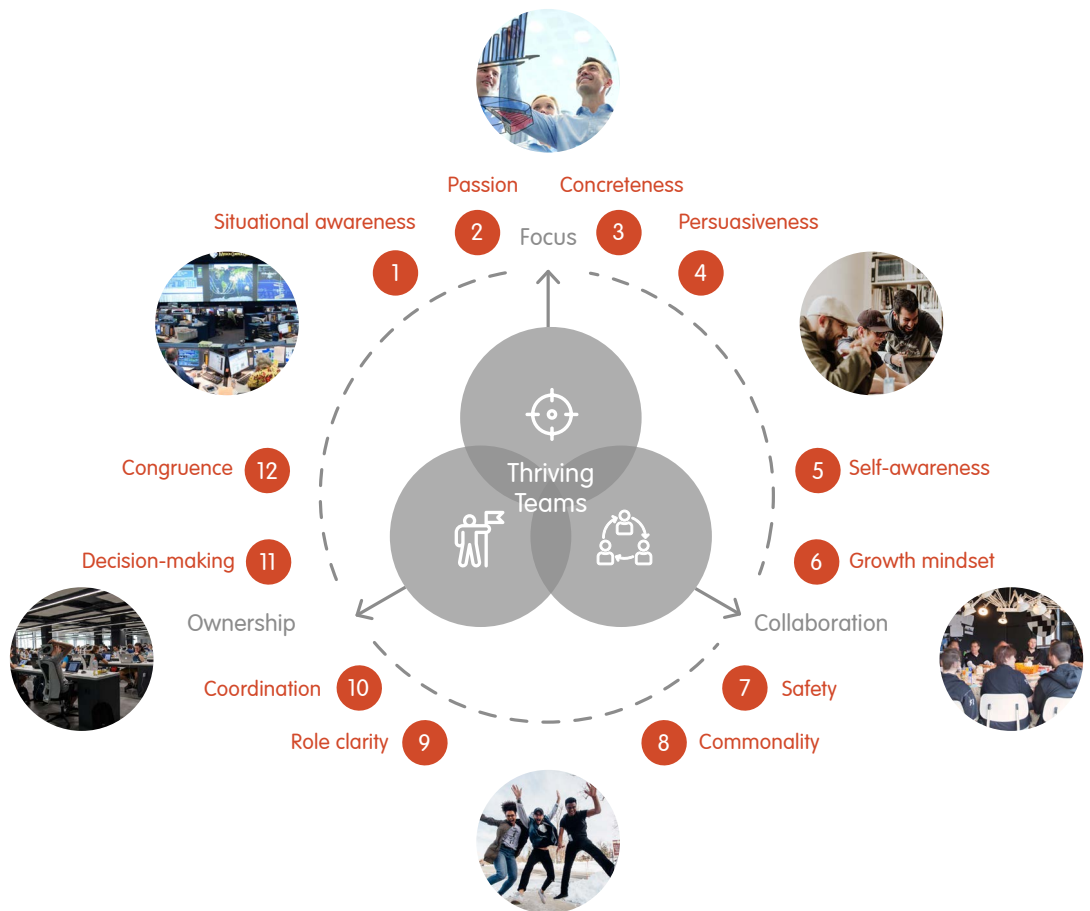 Passion
Concreteness
Situational awareness
Persuasiveness
2
Focus
3
1
4
Thriving
Teams
Congruence
12
5
Self-awareness
Decision-making
11
6
Growth mindset
Ownership
Collaboration
Coordination
10
7
Safety
Role clarity
9
8
Commonality